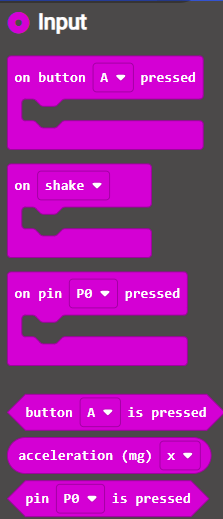 Input
on button A pressed
on shake
on pin P0 pressed
button A is pressed
acceleration (mg) x
pin P0 is pressed